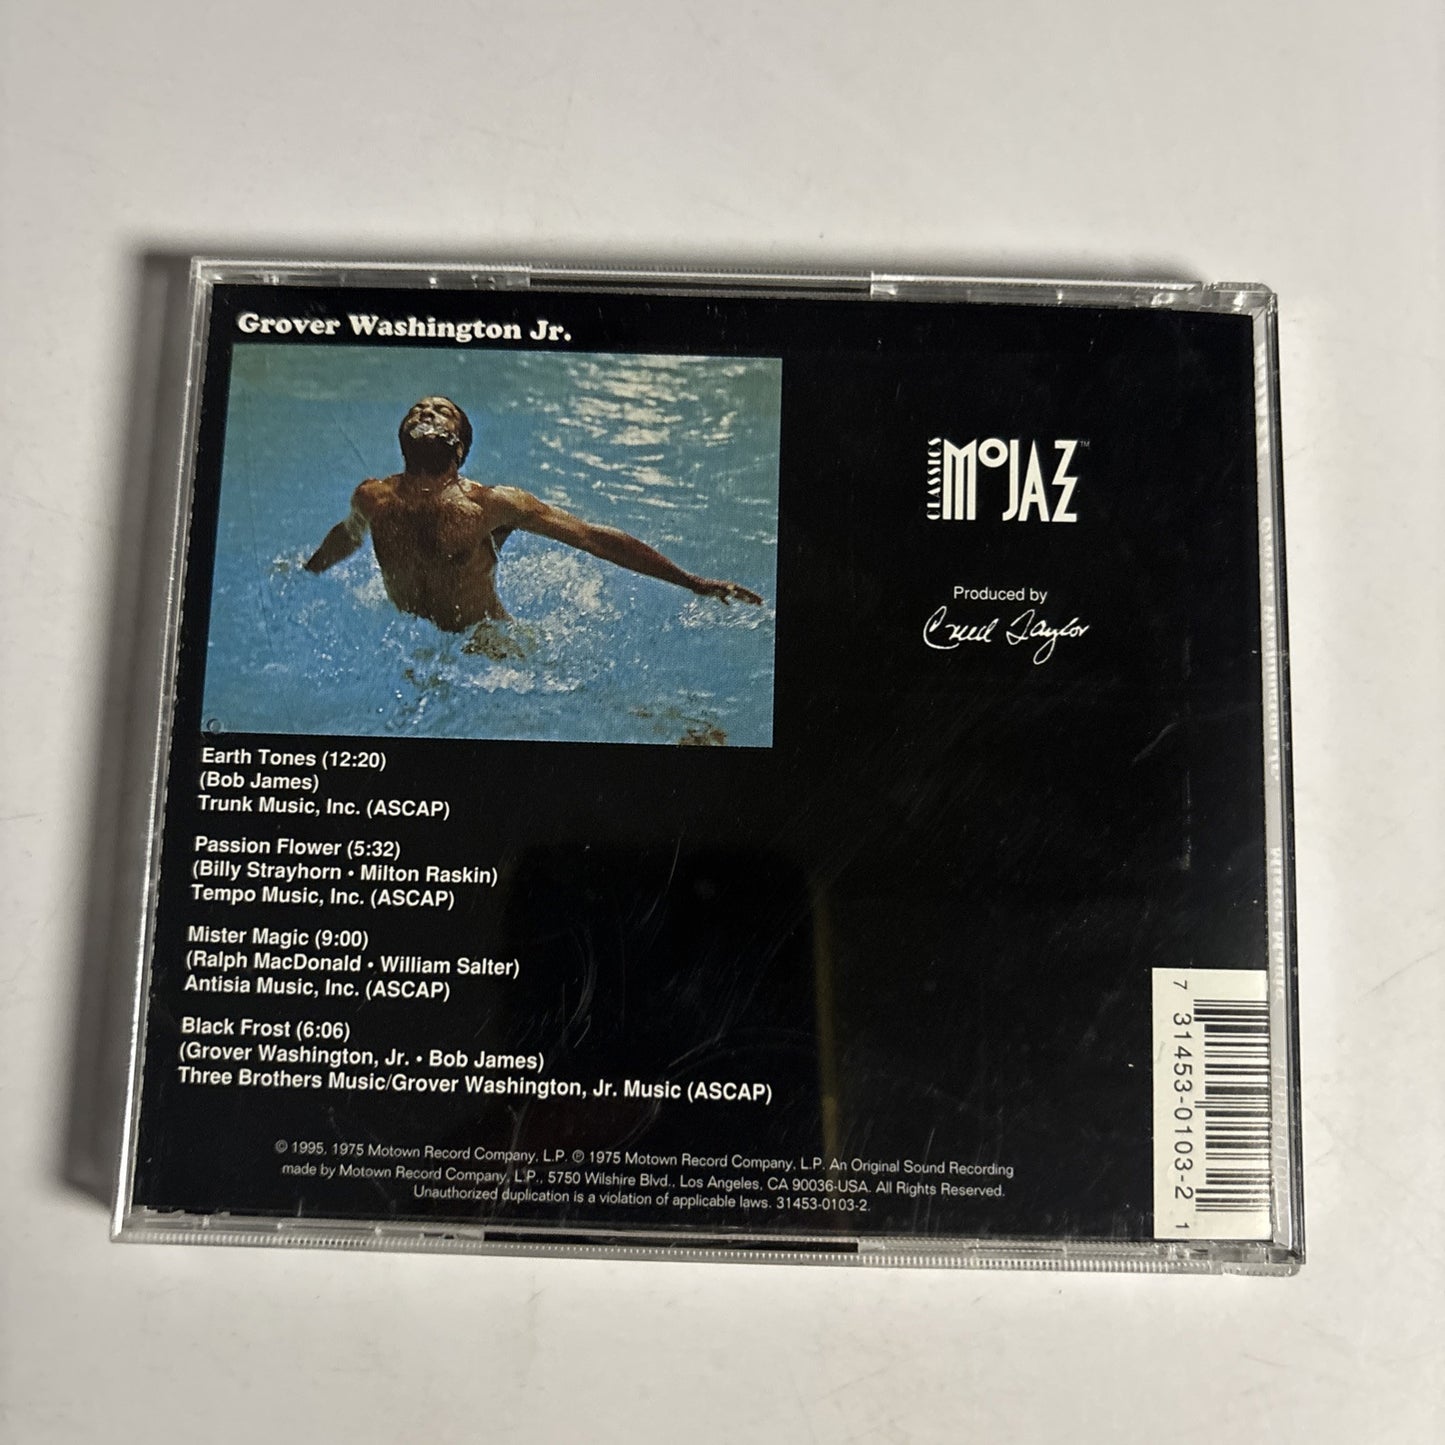 Grover Washington Jr.
CLASSICS
MoJAZZ™
Produced by
Creed Taylor
Earth Tones (12:20)
(Bob James)
Trunk Music, Inc. (ASCAP)
Passion Flower (5:32)
(Billy Strayhorn • Milton Raskin)
Tempo Music, Inc. (ASCAP)
Mister Magic (9:00)
(Ralph MacDonald • William Salter)
Antisia Music, Inc. (ASCAP)
Black Frost (6:06)
(Grover Washington, Jr. • Bob James)
Three Brothers Music/Grover Washington, Jr. Music (ASCAP)
© 1995, 1975 Motown Record Company, L.P. ℗ 1975 Motown Record Company, L.P. An Original Sound Recording
made by Motown Record Company, L.P., 5750 Wilshire Blvd., Los Angeles, CA 90036-USA. All Rights Reserved.
Unauthorized duplication is a violation of applicable laws. 31453-0103-2.
7 31453-0103-2 1